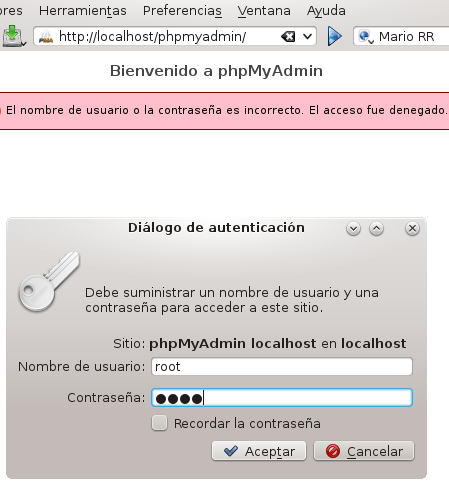 ores Herramientas Preferencias Ventana Ayuda
http://localhost/phpmyadmin/ Mario RR
Bienvenido a phpMyAdmin
El nombre de usuario o la contraseña es incorrecto. El acceso fue denegado.
Diálogo de autenticación
Debe suministrar un nombre de usuario y una
contraseña para acceder a este sitio.
Sitio: phpMyAdmin localhost en localhost
Nombre de usuario: root
Contraseña: ●●●●
Recordar la contraseña
Aceptar Cancelar